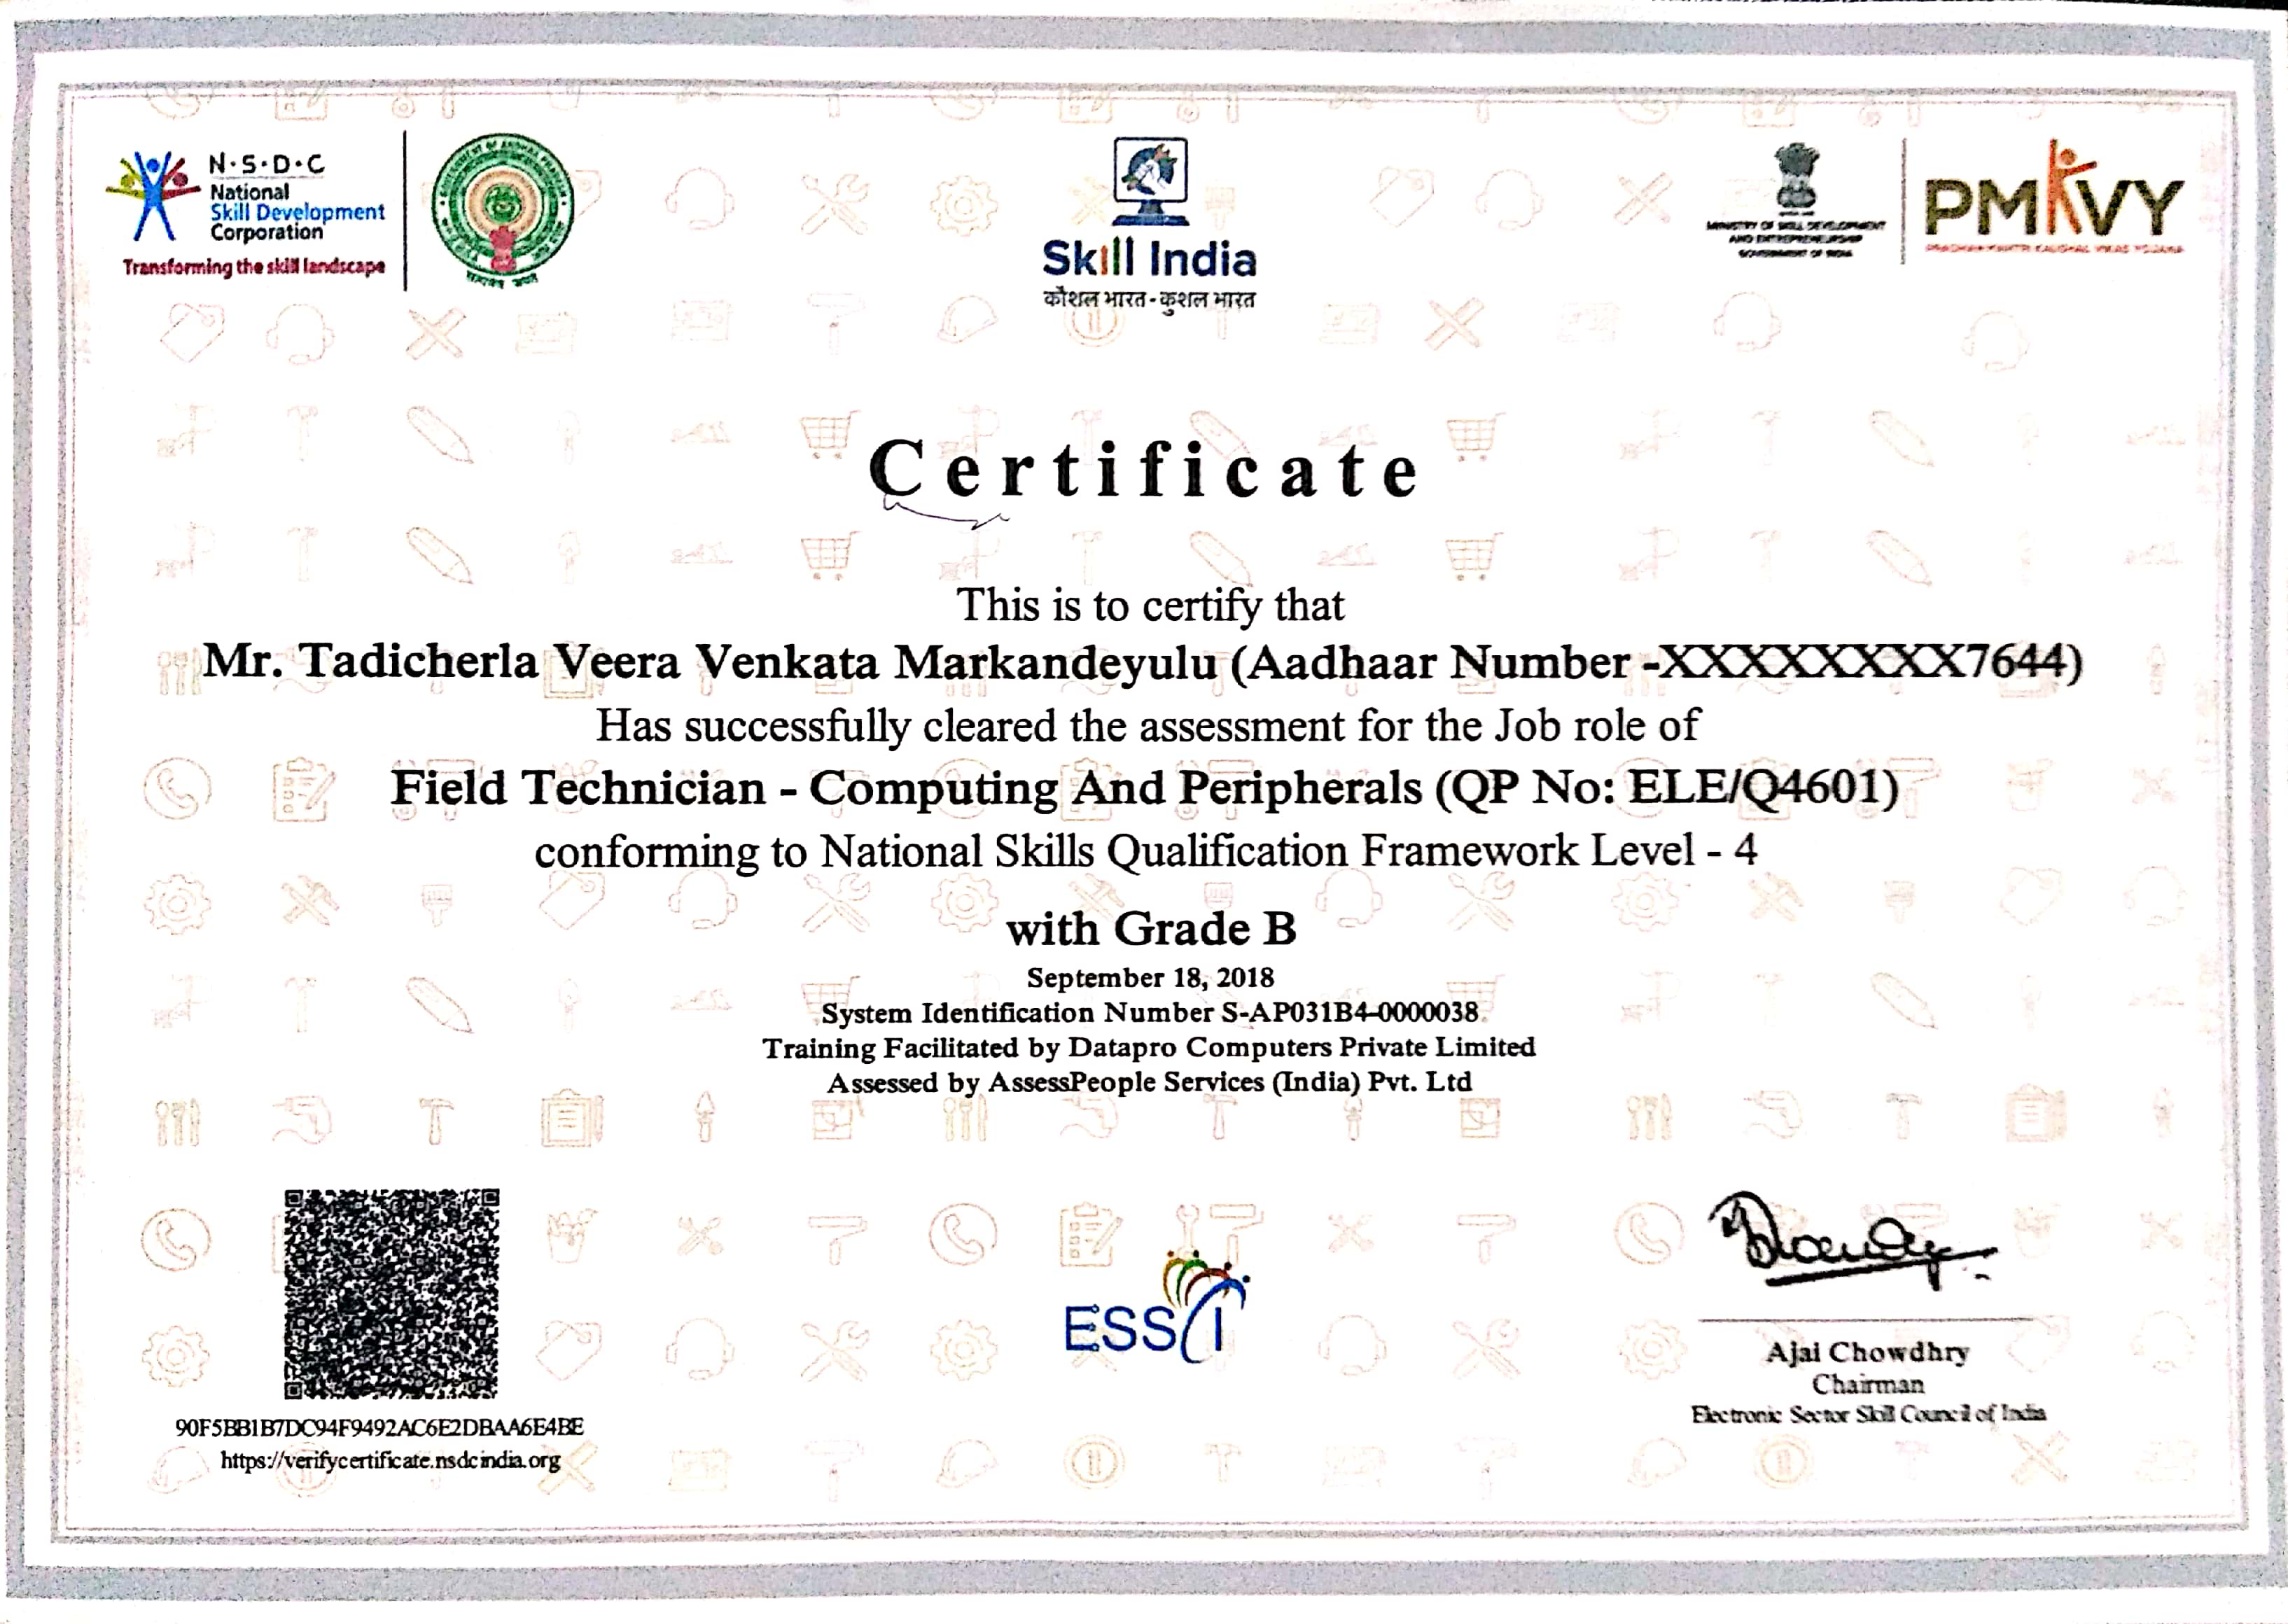 N·S·D·C
National
Skill Development
Corporation
Transforming the skill landscape
Skill India
कौशल भारत - कुशल भारत
MINISTRY OF SKILL DEVELOPMENT
AND ENTREPRENEURSHIP
GOVERNMENT OF INDIA
PMKVY
PRADHAN MANTRI KAUSHAL VIKAS YOJANA
Certificate
This is to certify that
Mr. Tadicherla Veera Venkata Markandeyulu (Aadhaar Number -XXXXXXXX7644)
Has successfully cleared the assessment for the Job role of
Field Technician - Computing And Peripherals (QP No: ELE/Q4601)
conforming to National Skills Qualification Framework Level - 4
with Grade B
September 18, 2018
System Identification Number S-AP031B4-0000038
Training Facilitated by Datapro Computers Private Limited
Assessed by AssessPeople Services (India) Pvt. Ltd
90F5BB1B7DC94F9492AC6E2DBAA6E4BE
https://verifycertificate.nsdcindia.org
ESSCI
Ajai Chowdhry
Chairman
Electronic Sector Skill Council of India